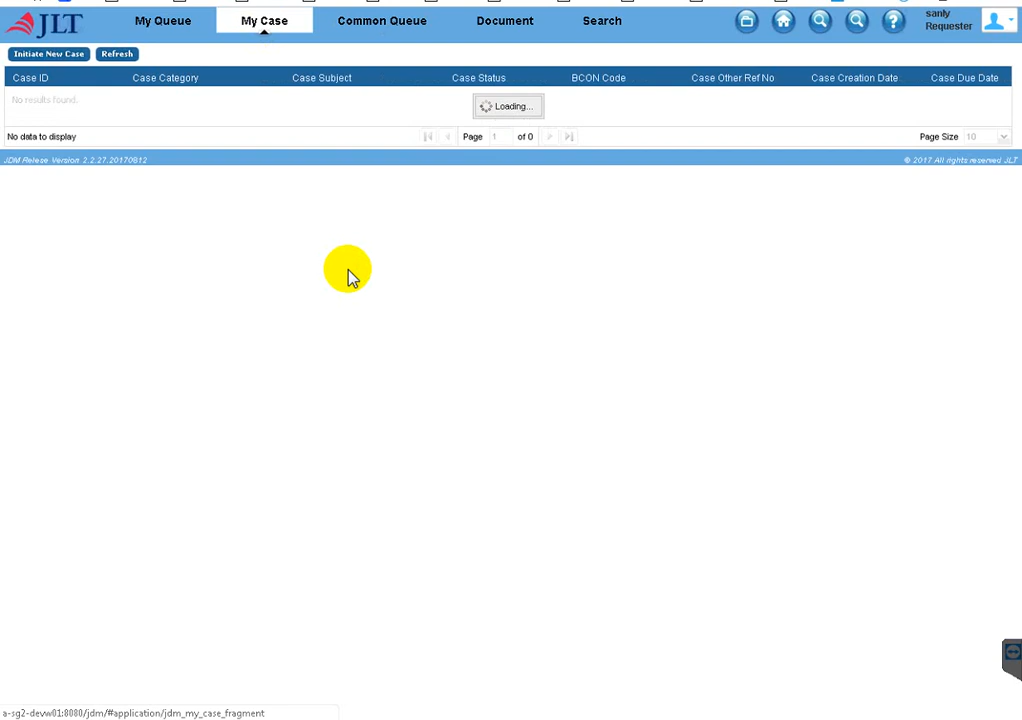 JLT My Queue My Case Common Queue Document Search sanly
Requester
Initiate New Case Refresh
Case ID Case Category Case Subject Case Status BCON Code Case Other Ref No Case Creation Date Case Due Date
No results found. Loading...
No data to display Page 1 of 0 Page Size 10
JDM Relese Version 2.2.27.20170812 © 2017 All rights reserved JLT
a-sg2-devw01:8080/jdm/#application/jdm_my_case_fragment